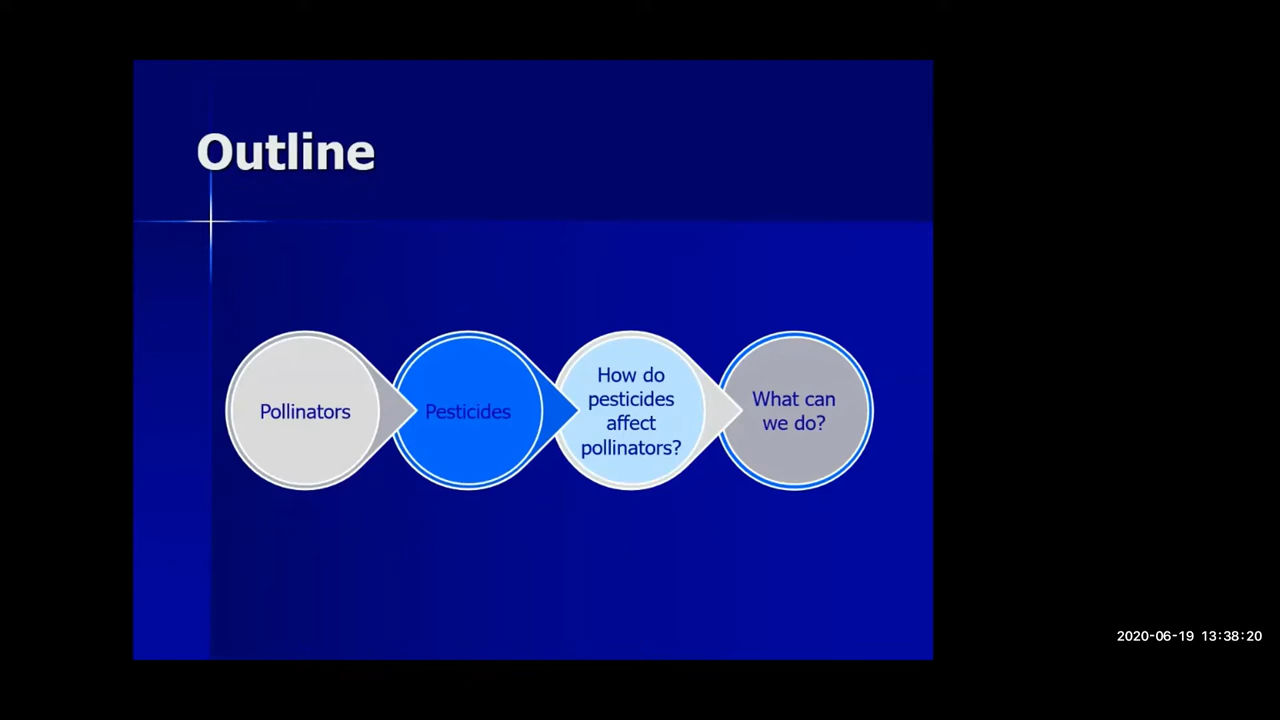 Outline
Pollinators
Pesticides
How do
pesticides
affect
pollinators?
What can
we do?
2020-06-19 13:38:20